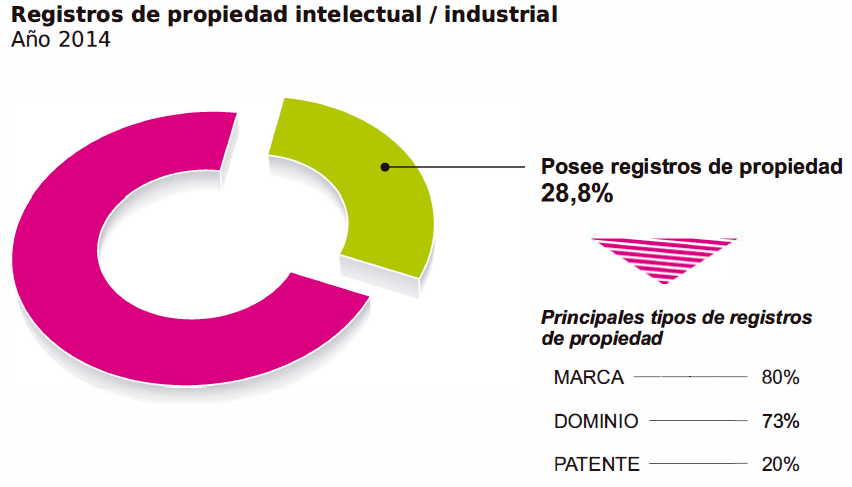 Registros de propiedad intelectual / industrial
Año 2014
Posee registros de propiedad
28,8%
Principales tipos de registros
de propiedad
MARCA 80%
DOMINIO 73%
PATENTE 20%